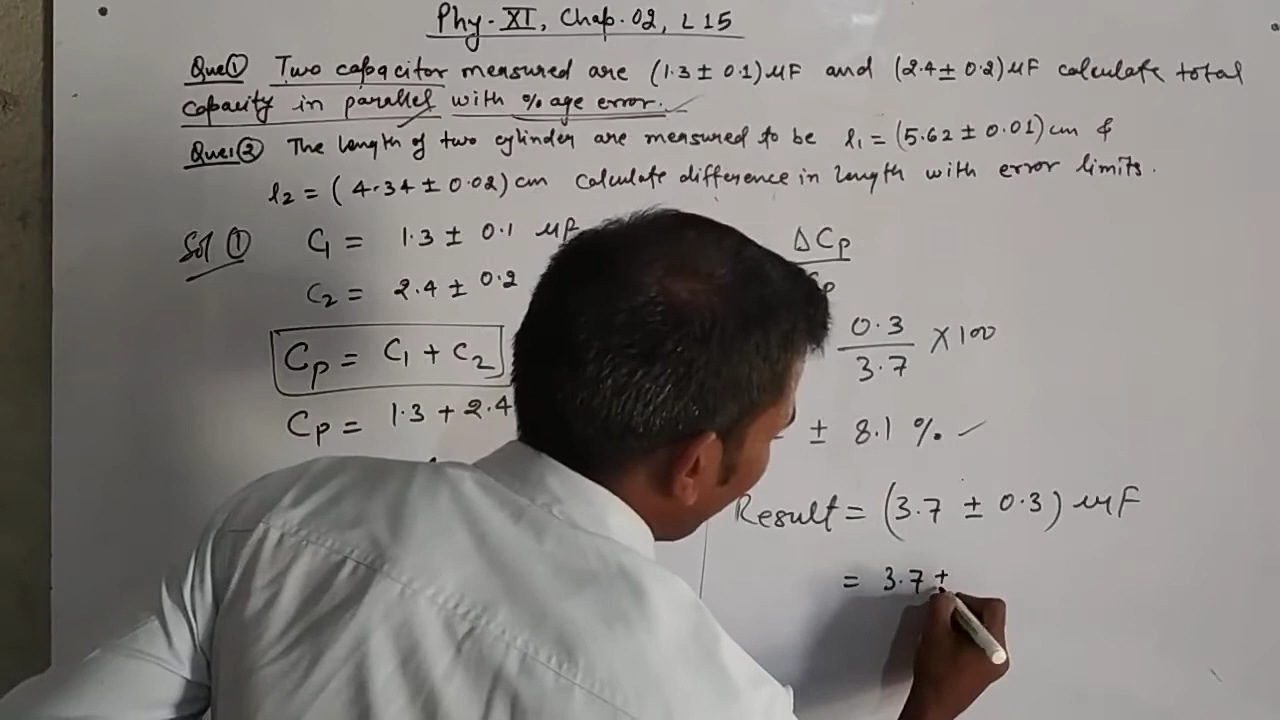 Phy-XI, Chap.02, L15
Que① Two capacitor measured are (1.3 ± 0.1) μF and (2.4 ± 0.2) μF calculate total
capacity in parallel with % age error.
Que② The length of two cylinder are measured to be l₁ = (5.62 ± 0.01) cm &
l₂ = (4.34 ± 0.02) cm calculate difference in length with error limits.
Sol ① C₁ = 1.3 ± 0.1 μF
C₂ = 2.4 ± 0.2
Cp = C₁ + C₂
Cp = 1.3 + 2.4
ΔCp
0.3
3.7 × 100
± 8.1 % ✓
Result = (3.7 ± 0.3) μF
= 3.7 ±